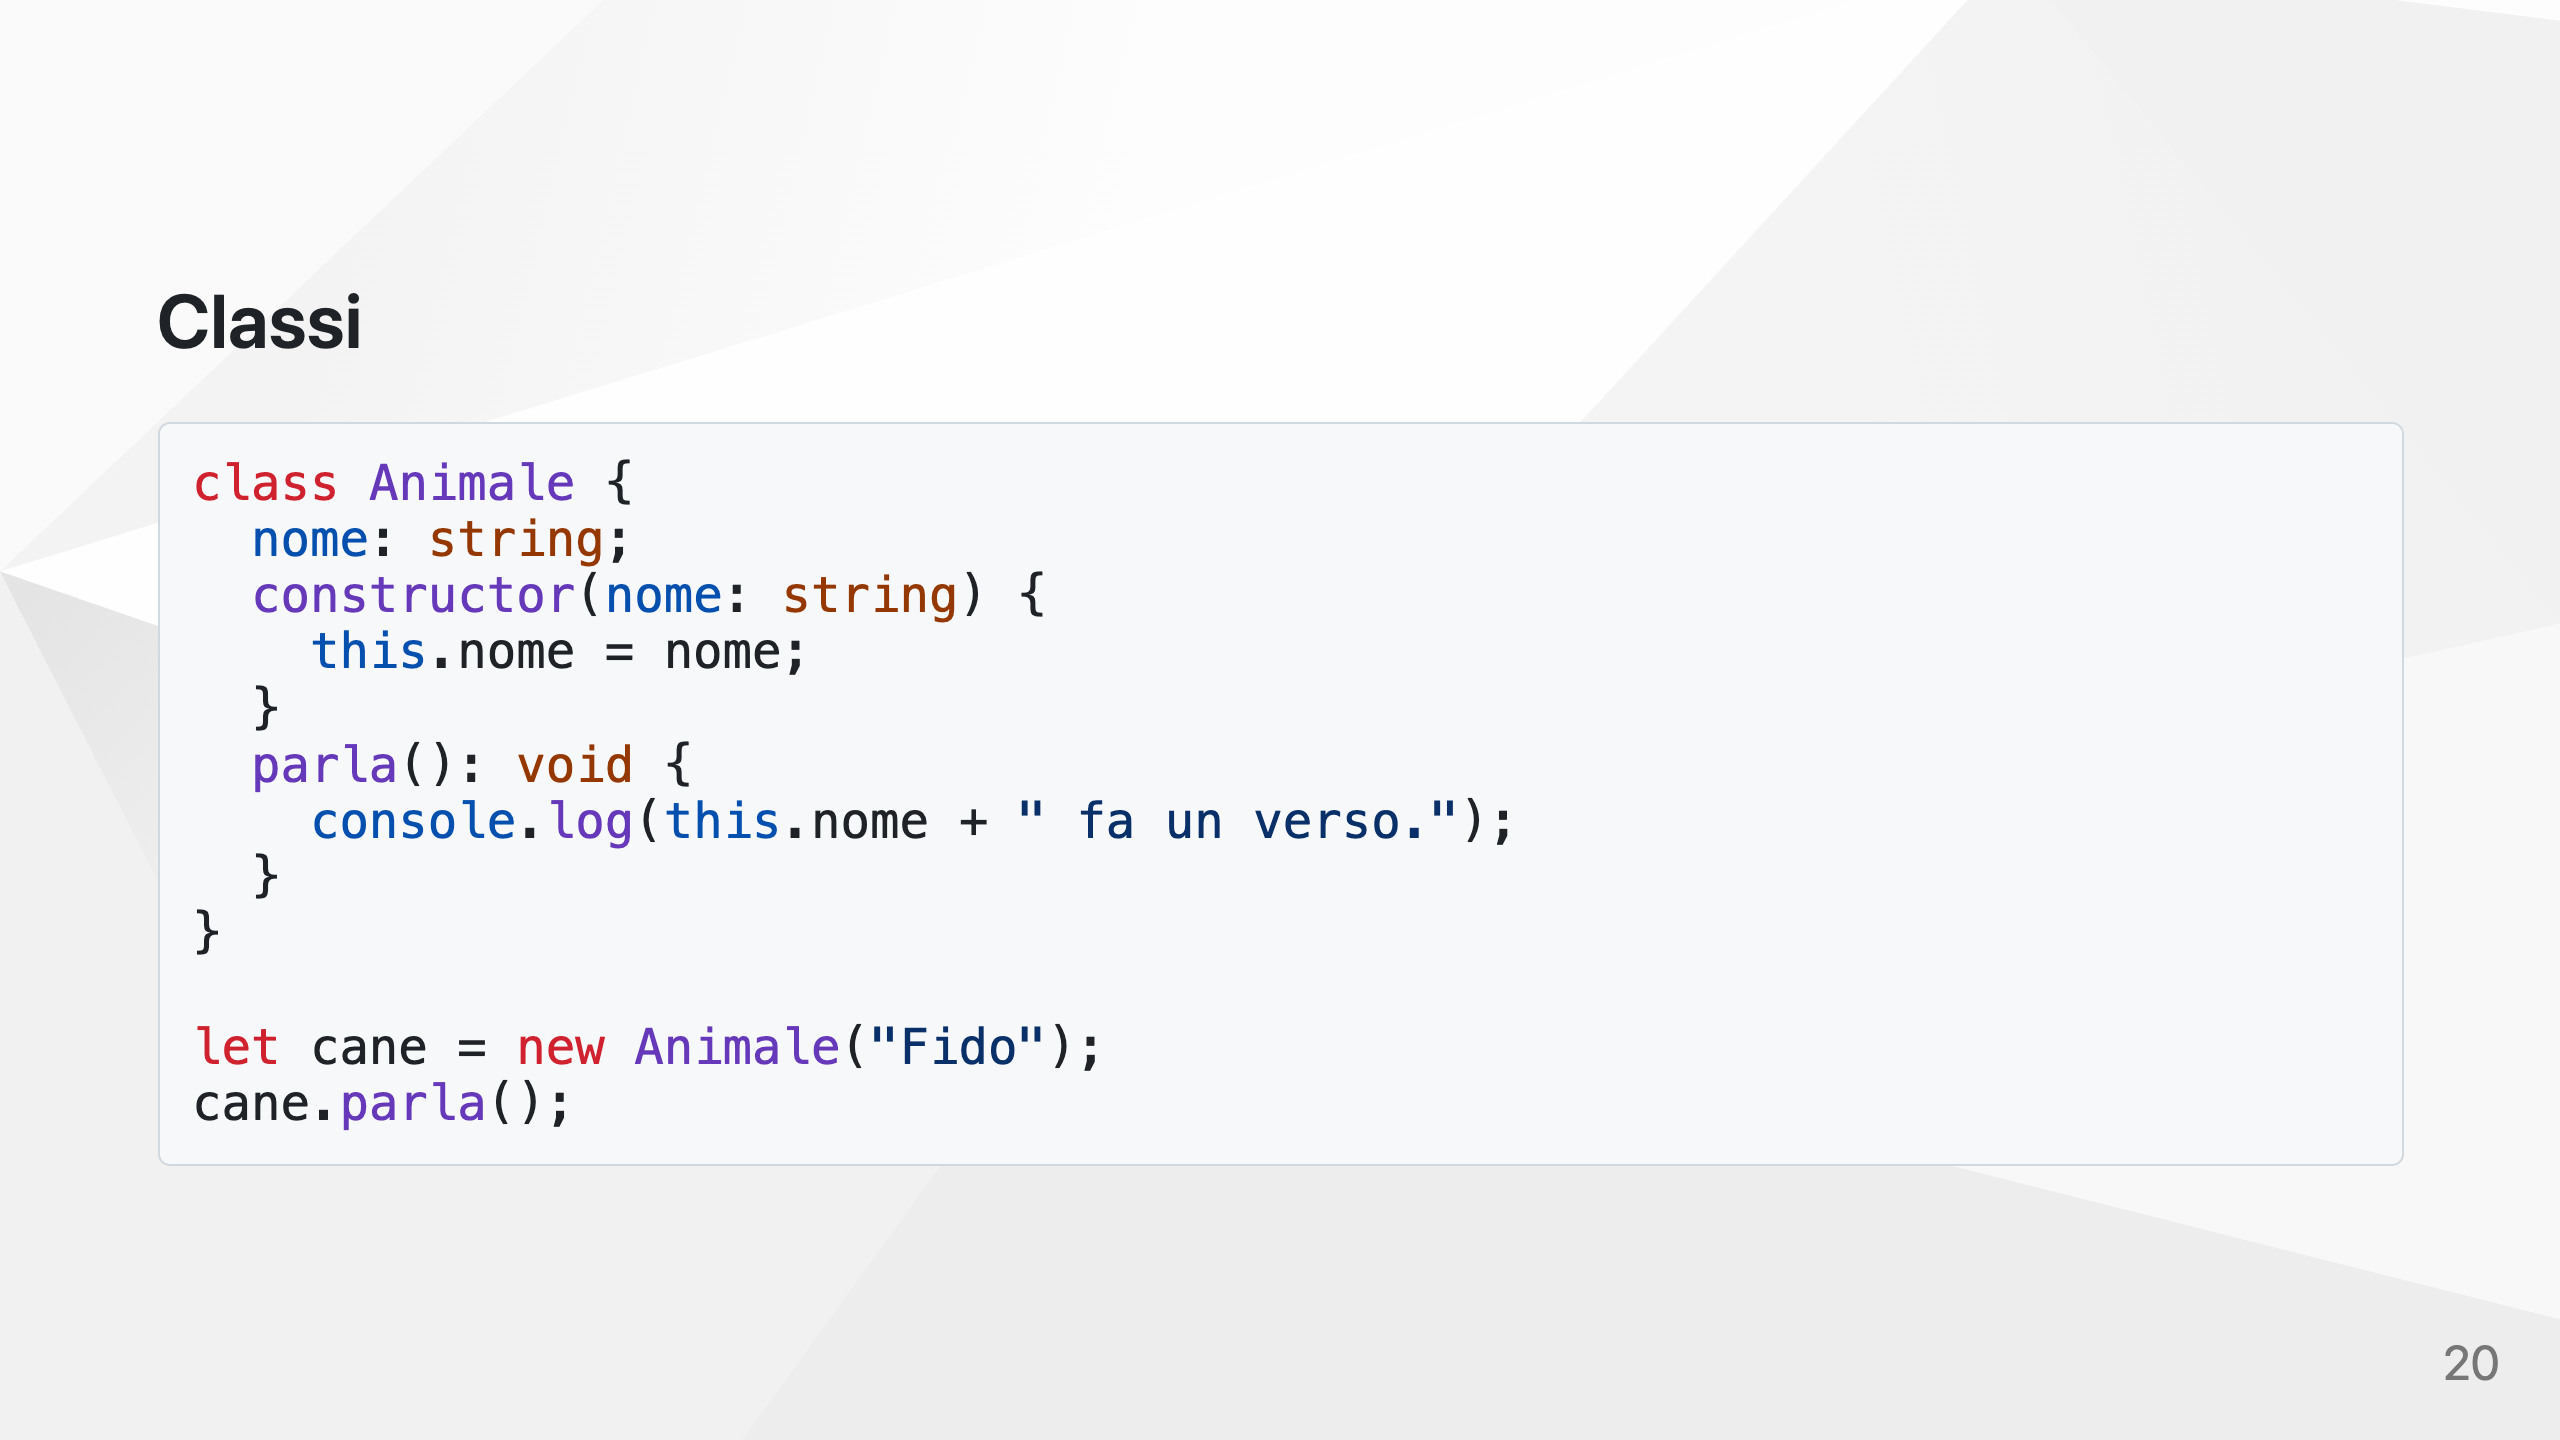 Classi
class Animale {
  nome: string;
  constructor(nome: string) {
    this.nome = nome;
  }
  parla(): void {
    console.log(this.nome + " fa un verso.");
  }
}

let cane = new Animale("Fido");
cane.parla();
20